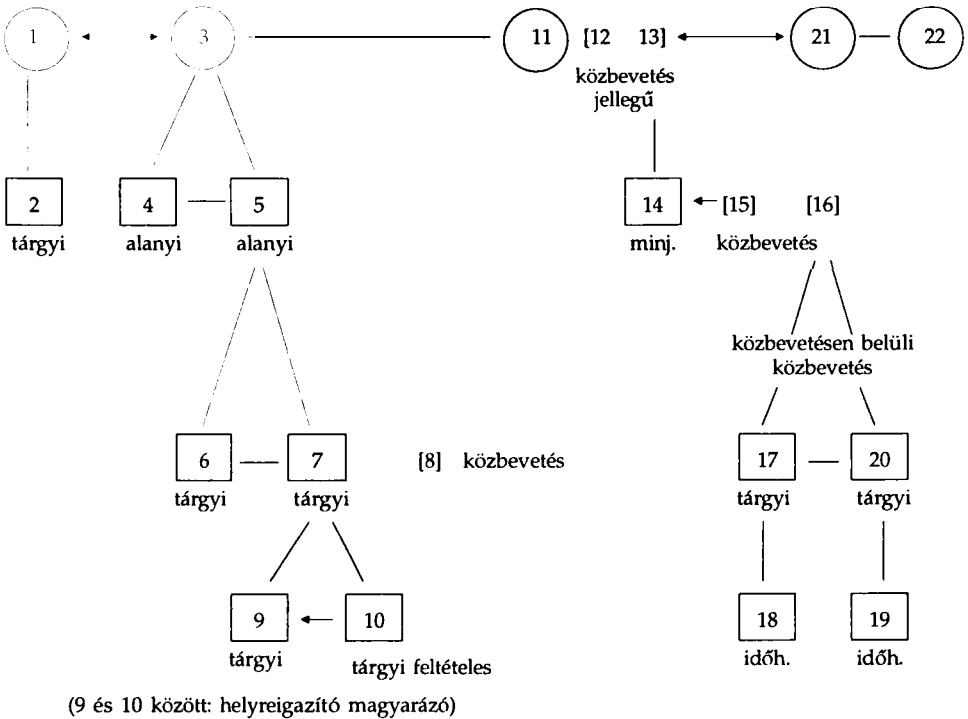 1 3 11 [12 13] 21 22
közbevetés
jellegű
2 4 5 14 [15] [16]
tárgyi alanyi alanyi minj. közbevetés
közbevetésen belüli
közbevetés
6 7 [8] közbevetés 17 20
tárgyi tárgyi tárgyi tárgyi
9 10 18 19
tárgyi tárgyi feltételes időh. időh.
(9 és 10 között: helyreigazító magyarázó)